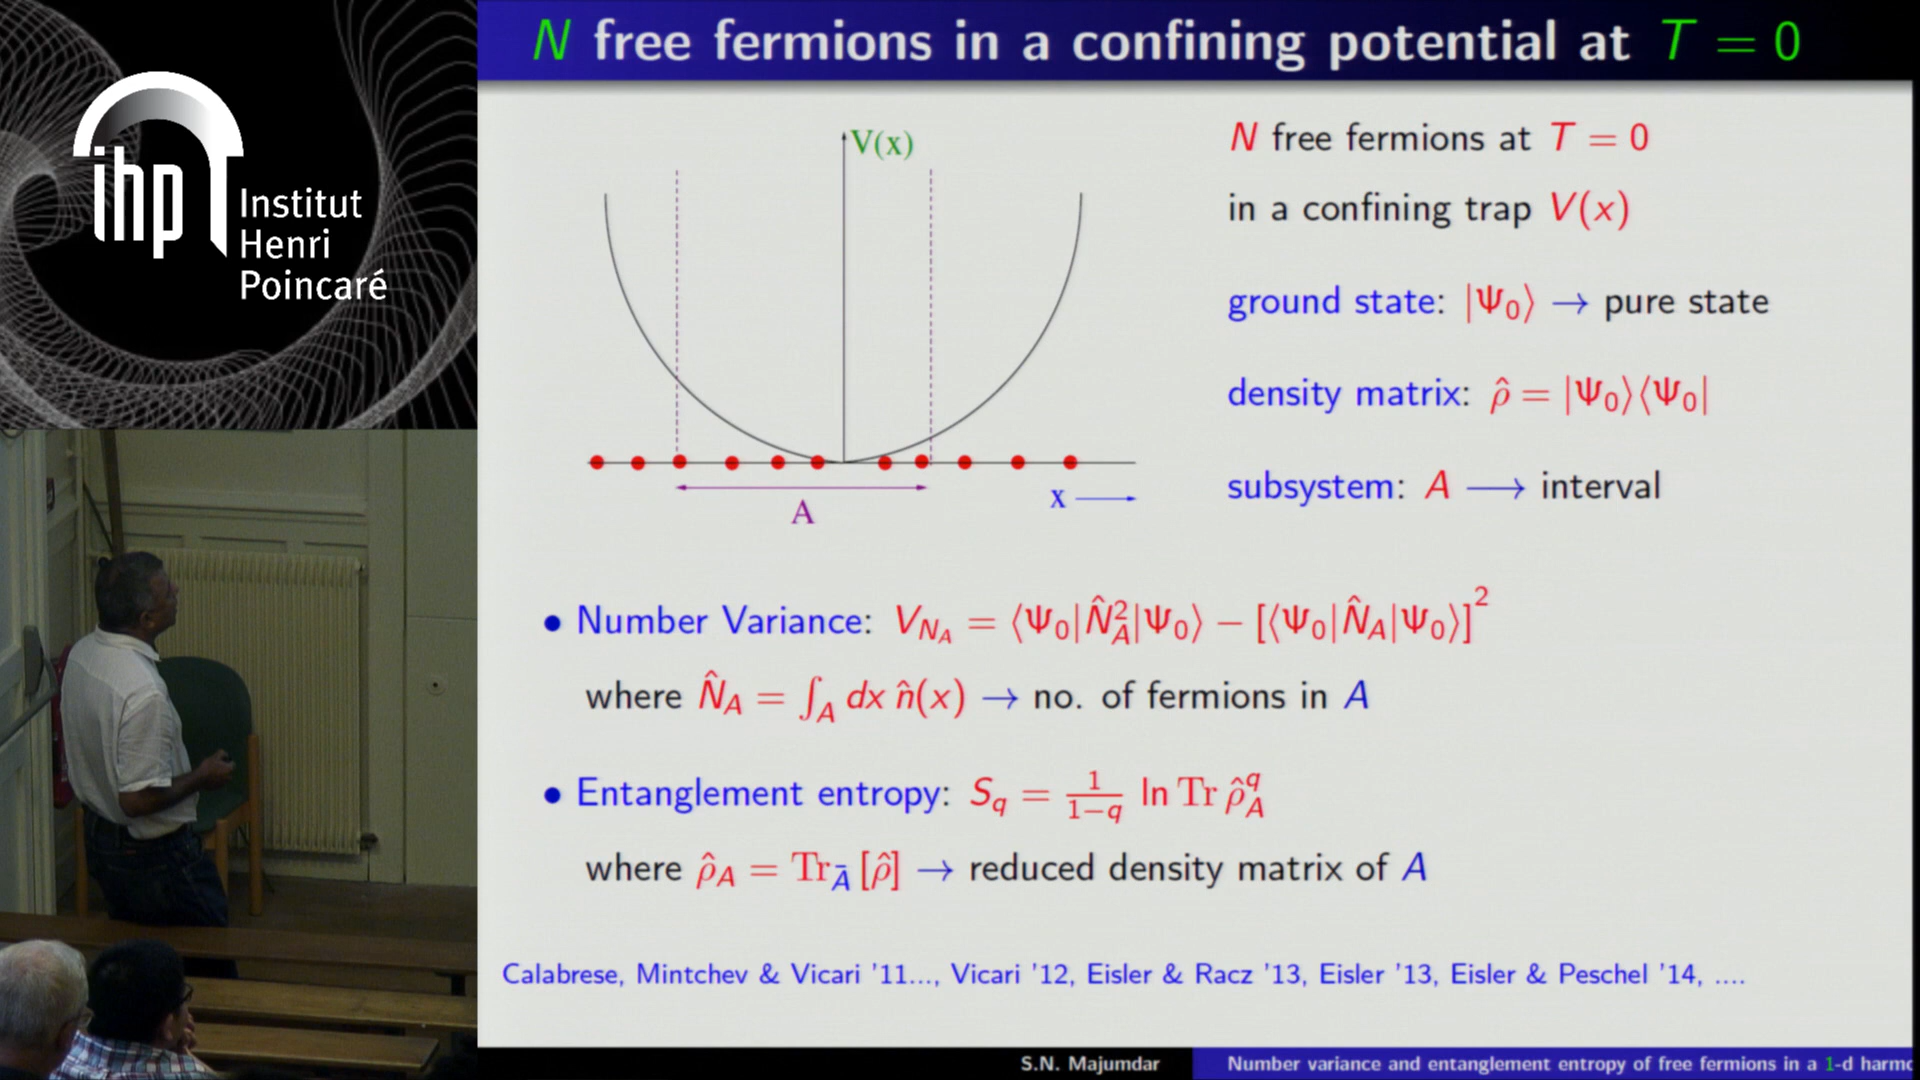 ihp
Institut
Henri
Poincaré
N free fermions in a confining potential at T = 0
V(x)
A
x ⟶
N free fermions at T = 0
in a confining trap V(x)
ground state: |Ψ₀⟩ → pure state
density matrix: ρ̂ = |Ψ₀⟩⟨Ψ₀|
subsystem: A ⟶ interval
• Number Variance: V_{N_A} = ⟨Ψ₀|N̂_A^2|Ψ₀⟩ − [⟨Ψ₀|N̂_A|Ψ₀⟩]^2
where N̂_A = ∫_A dx n̂(x) → no. of fermions in A
• Entanglement entropy: S_q = \frac{1}{1−q} ln Tr ρ̂_A^q
where ρ̂_A = Tr_{Ā} [ρ̂] → reduced density matrix of A
Calabrese, Mintchev & Vicari '11..., Vicari '12, Eisler & Racz '13, Eisler '13, Eisler & Peschel '14, ....
S.N. Majumdar Number variance and entanglement entropy of free fermions in a 1-d harmo